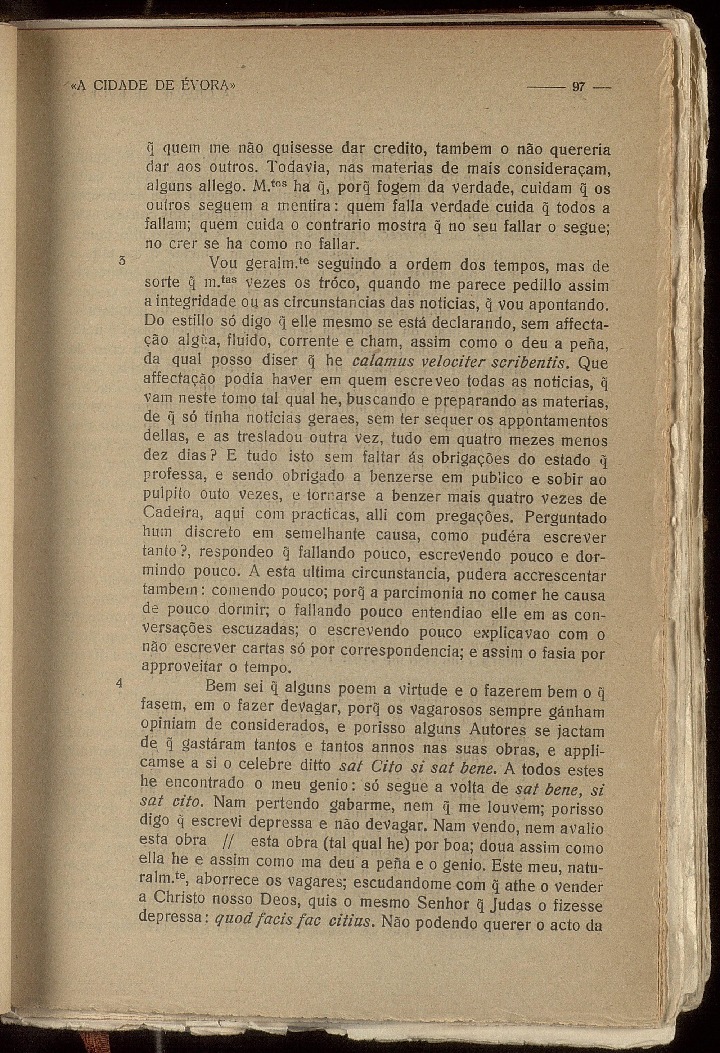 «A CIDADE DE ÉVORA» —— 97 —
q̃ quem me não quisesse dar credito, tambem o não quereria
dar aos outros. Todavia, nas materias de mais consideraçam,
alguns allego. M.tos ha q̃, porq̃ fogem da verdade, cuidam q̃ os
outros seguem a mentira: quem falla verdade cuida q̃ todos a
fallam; quem cuida o contrario mostra q̃ no seu fallar o segue;
no crer se ha como no fallar.
3 Vou geralm.te seguindo a ordem dos tempos, mas de
sorte q̃ m.tas vezes os tróco, quando me parece pedillo assim
a integridade ou as circunstancias das noticias, q̃ vou apontando.
Do estillo só digo q̃ elle mesmo se está declarando, sem affecta-
ção algũa, fluido, corrente e cham, assim como o deu a peña,
da qual posso diser q̃ he calamus velociter scribentis. Que
affectação podia haver em quem escreveo todas as noticias, q̃
vam neste tomo tal qual he, buscando e preparando as materias,
de q̃ só tinha noticias geraes, sem ter sequer os appontamentos
dellas, e as tresladou outra vez, tudo em quatro mezes menos
dez dias? E tudo isto sem faltar ás obrigações do estado q̃
professa, e sendo obrigado a benzerse em publico e sobir ao
pulpito outo vezes, e tornarse a benzer mais quatro vezes de
Cadeira, aqui com practicas, alli com pregações. Perguntado
hum discreto em semelhante causa, como pudéra escrever
tanto?, respondeo q̃ fallando pouco, escrevendo pouco e dor-
mindo pouco. A esta ultima circunstancia, pudera accrescentar
tambem: comendo pouco; porq̃ a parcimonia no comer he causa
de pouco dormir; o fallando pouco entendiao elle em as con-
versações escuzadas; o escrevendo pouco explicavao com o
não escrever cartas só por correspondencia; e assim o fasia por
approveitar o tempo.
4 Bem sei q̃ alguns poem a virtude e o fazerem bem o q̃
fasem, em o fazer devagar, porq̃ os vagarosos sempre gánham
opiniam de considerados, e porisso alguns Autores se jactam
de q̃ gastáram tantos e tantos annos nas suas obras, e appli-
camse a si o celebre ditto sat Cito si sat bene. A todos estes
he encontrado o meu genio: só segue a volta de sat bene, si
sat cito. Nam pertendo gabarme, nem q̃ me louvem; porisso
digo q̃ escrevi depressa e não devagar. Nam vendo, nem avalio
esta obra // esta obra (tal qual he) por boa; doua assim como
ella he e assim como ma deu a peña e o genio. Este meu, natu-
ralm.te, aborrece os vagares; escudandome com q̃ athe o vender
a Christo nosso Deos, quis o mesmo Senhor q̃ Judas o fizesse
depressa: quod facis fac citius. Não podendo querer o acto da